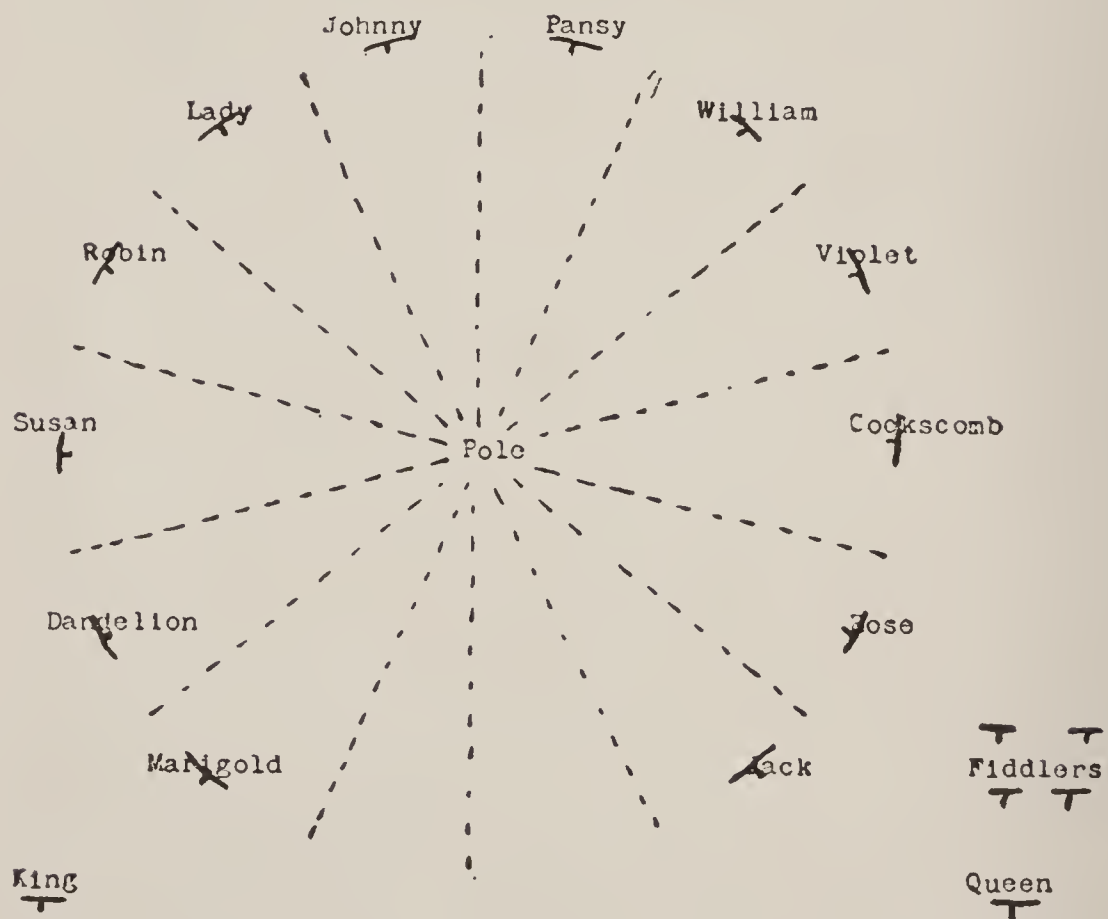 Johnny Pansy
Lady William
Robin Violet
Susan Cockscomb
Pole
Dandelion Rose
Marigold Jack
Fiddlers
King Queen